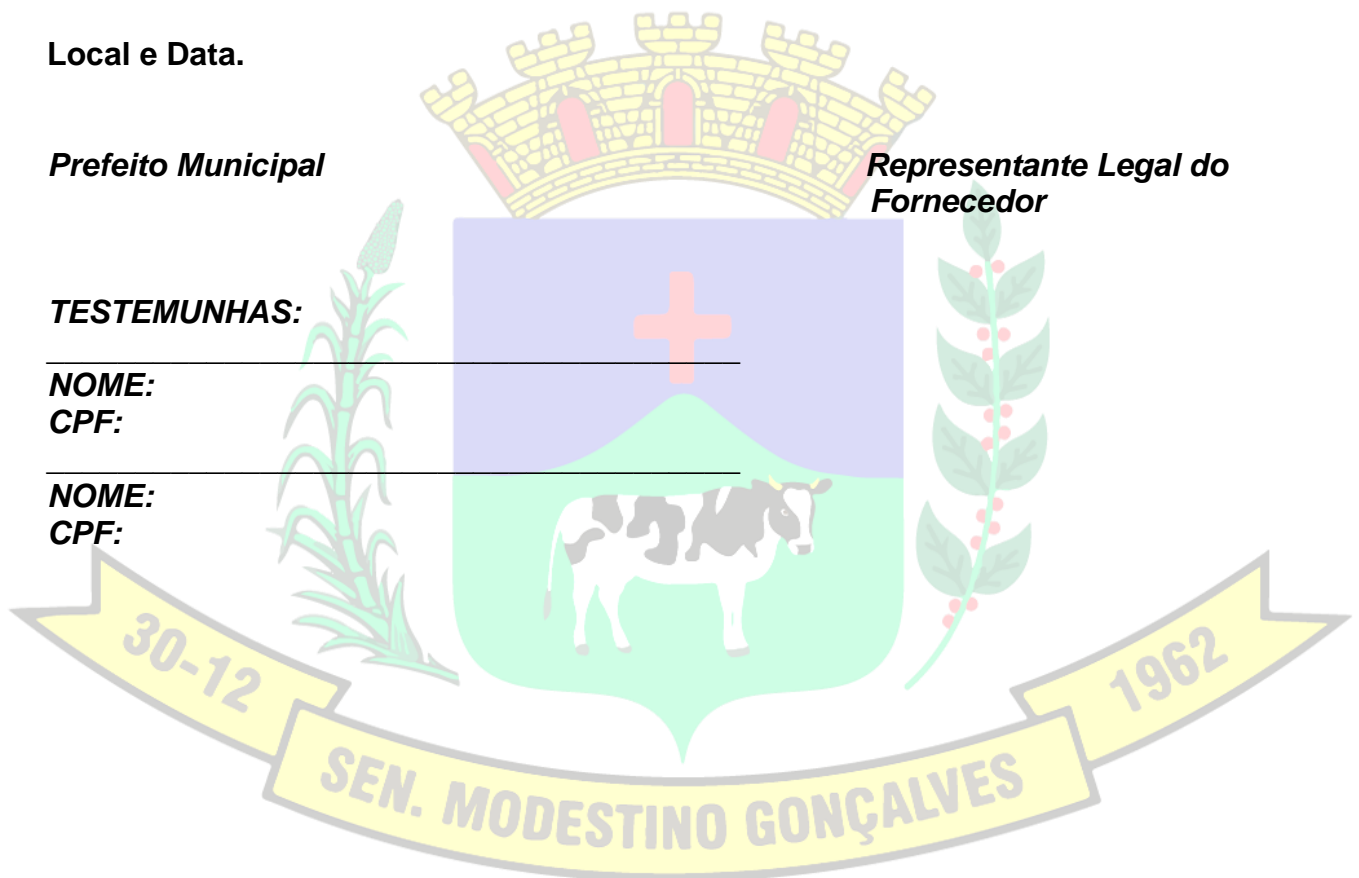 Local e Data.
Prefeito Municipal
Representante Legal do
Fornecedor
TESTEMUNHAS:
NOME:
CPF:
NOME:
CPF:
30-12
1962
SEN. MODESTINO GONÇALVES